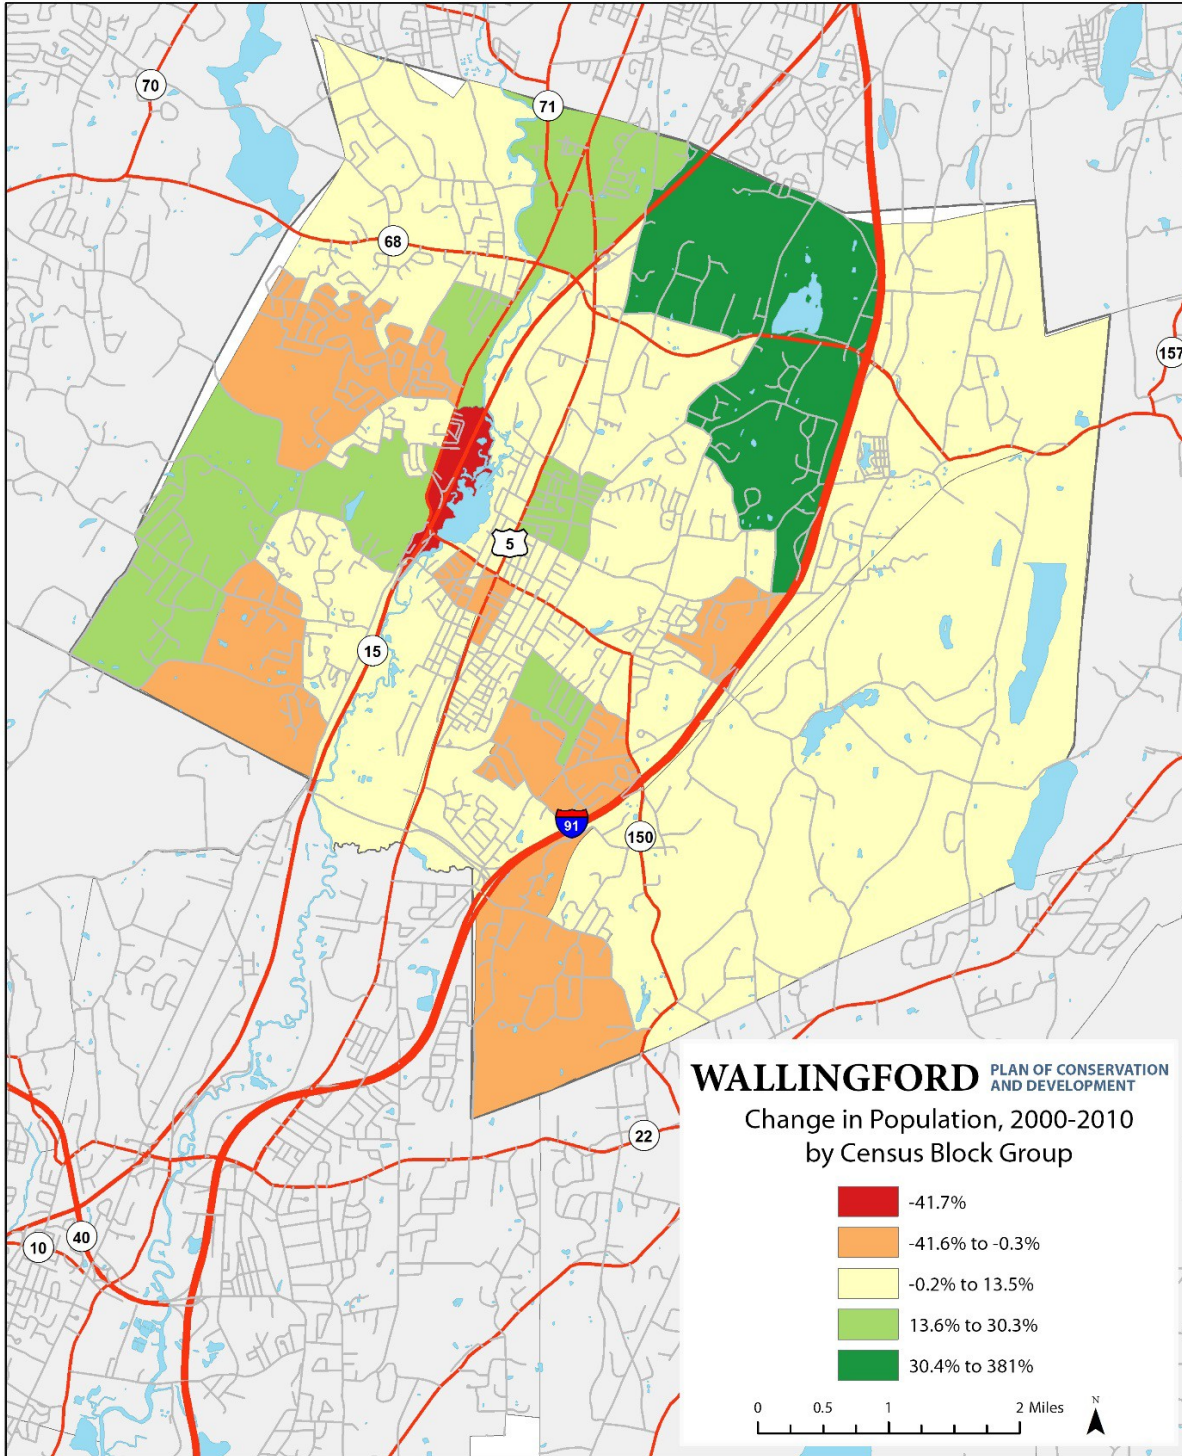 70
71
68
157
5
15
91
150
WALLINGFORD PLAN OF CONSERVATION
AND DEVELOPMENT
Change in Population, 2000-2010
by Census Block Group
22
-41.7%
10
40
-41.6% to -0.3%
-0.2% to 13.5%
13.6% to 30.3%
30.4% to 381%
N
0 0.5 1 2 Miles